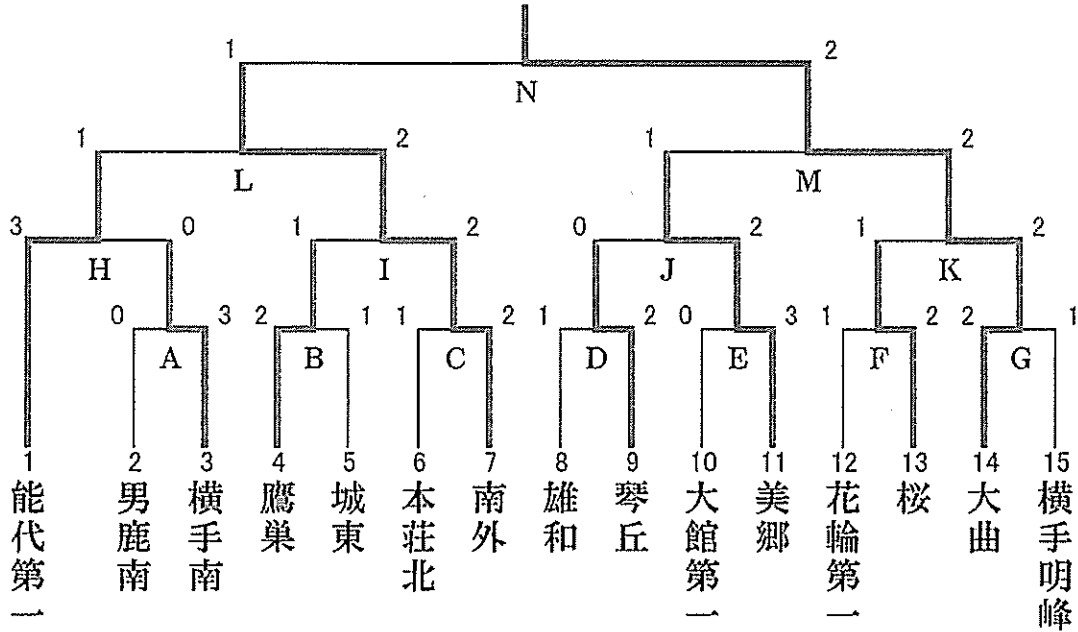 1 2
N
1 2 1 2
L M
3 0 1 2 0 2 1 2
H I J K
0 3 2 1 1 2 1 2 0 3 1 2 2 1
A B C D E F G
1 2 3 4 5 6 7 8 9 10 11 12 13 14 15
能代第一
男鹿南
横手南
鷹巣
城東
本荘北
南外
雄和
琴丘
大館第一
美郷
花輪第一
桜
大曲
横手明峰